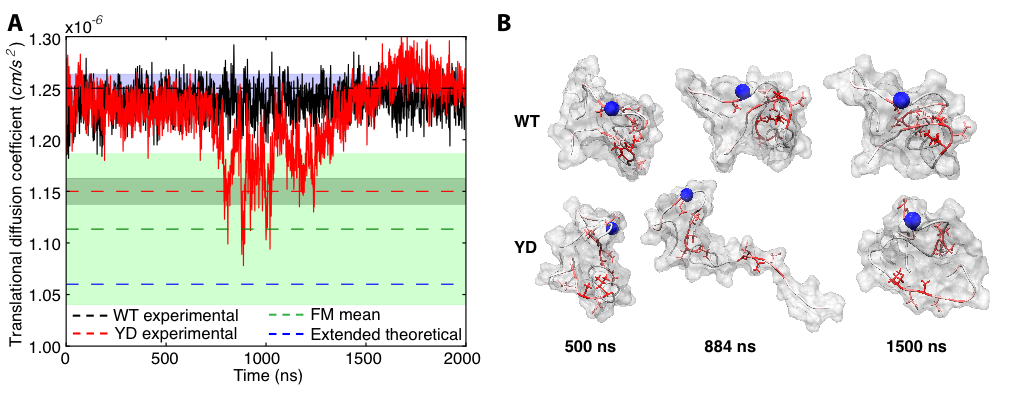 A
B
x10⁻⁶
Translational diffusion coefficient (cm/s²)
1.30
1.25
1.20
1.15
1.10
1.05
1.00
WT experimental
YD experimental
FM mean
Extended theoretical
0
500
1000
1500
2000
Time (ns)
WT
YD
500 ns
884 ns
1500 ns